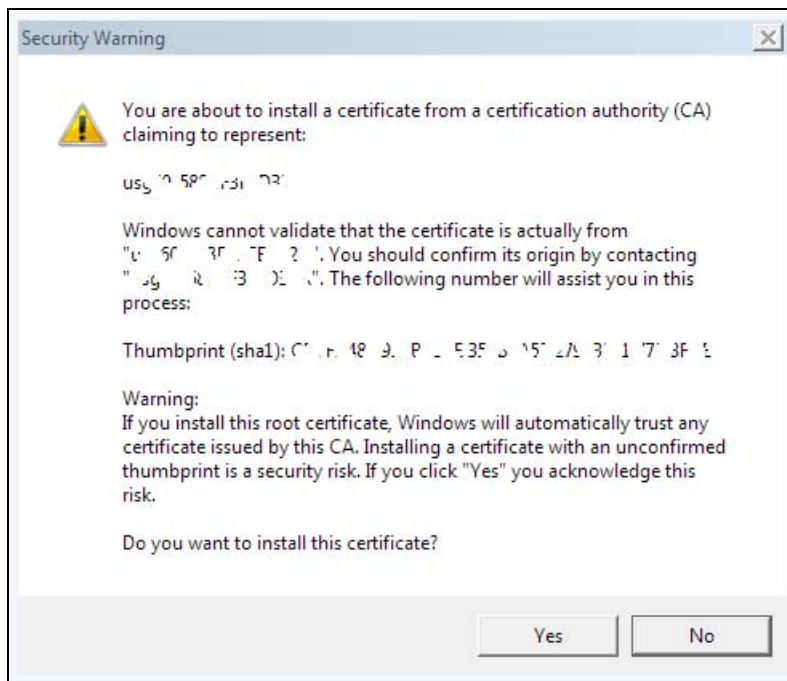 Security Warning
You are about to install a certificate from a certification authority (CA)
claiming to represent:
Windows cannot validate that the certificate is actually from
You should confirm its origin by contacting
The following number will assist you in this
process:
Thumbprint (sha1):
Warning:
If you install this root certificate, Windows will automatically trust any
certificate issued by this CA. Installing a certificate with an unconfirmed
thumbprint is a security risk. If you click "Yes" you acknowledge this
risk.
Do you want to install this certificate?
Yes
No